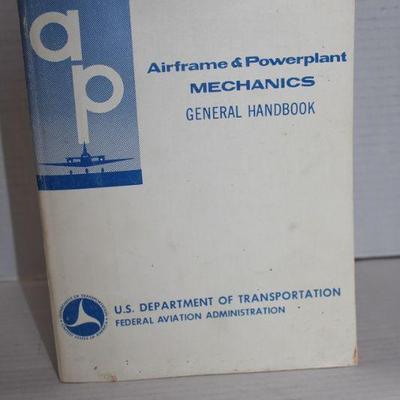 ap
Airframe & Powerplant
MECHANICS
GENERAL HANDBOOK
U.S. DEPARTMENT OF TRANSPORTATION
FEDERAL AVIATION ADMINISTRATION